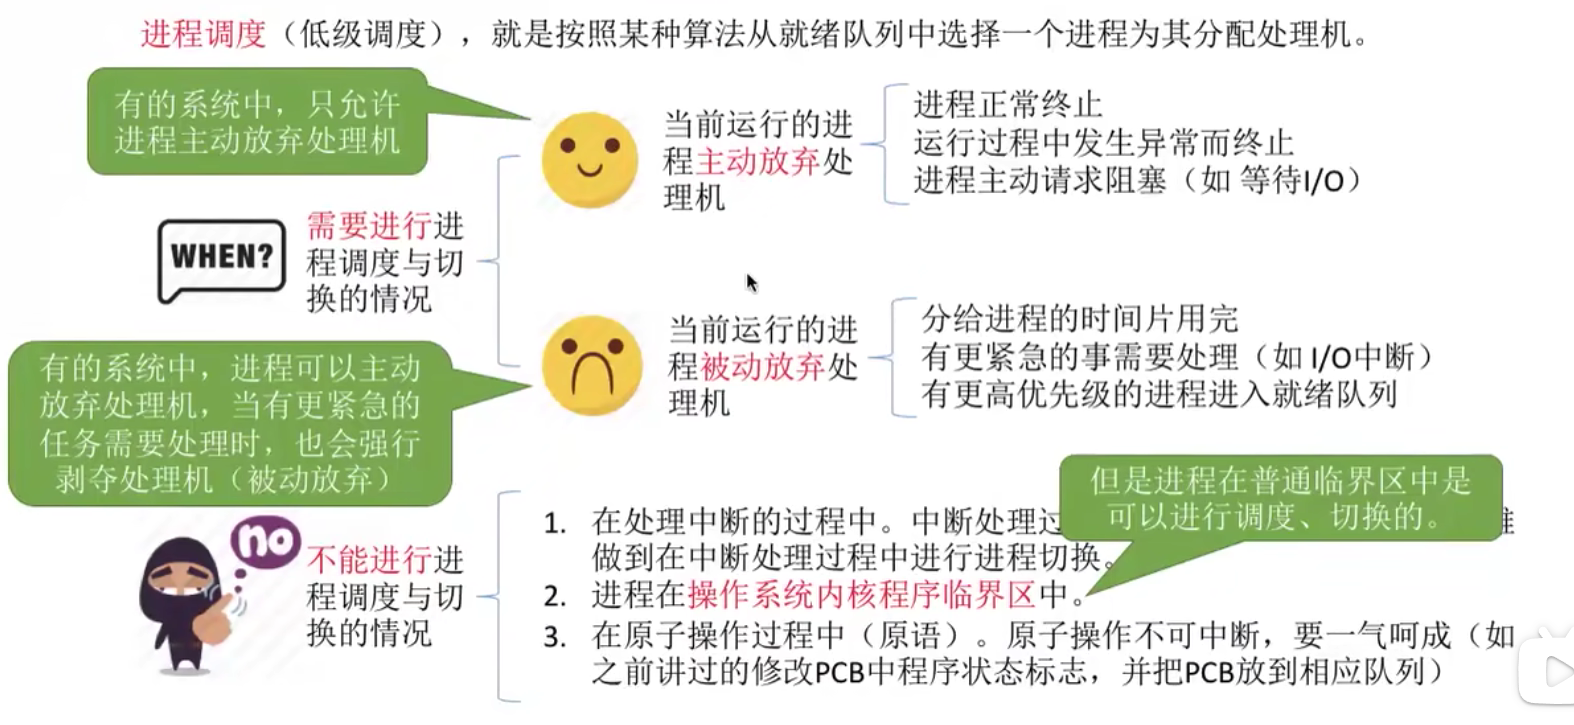 进程调度（低级调度），就是按照某种算法从就绪队列中选择一个进程为其分配处理机。
有的系统中，只允许
进程主动放弃处理机
当前运行的进
程主动放弃处
理机
进程正常终止
运行过程中发生异常而终止
进程主动请求阻塞（如 等待I/O）
WHEN?
需要进行进
程调度与切
换的情况
当前运行的进
程被动放弃处
理机
分给进程的时间片用完
有更紧急的事需要处理（如 I/O中断）
有更高优先级的进程进入就绪队列
有的系统中，进程可以主动
放弃处理机，当有更紧急的
任务需要处理时，也会强行
剥夺处理机（被动放弃）
但是进程在普通临界区中是
可以进行调度、切换的。
no
不能进行进
程调度与切
换的情况
1. 在处理中断的过程中。中断处理过
做到在中断处理过程中进行进程切换。
2. 进程在操作系统内核程序临界区中。
3. 在原子操作过程中（原语）。原子操作不可中断，要一气呵成（如
之前讲过的修改PCB中程序状态标志，并把PCB放到相应队列）